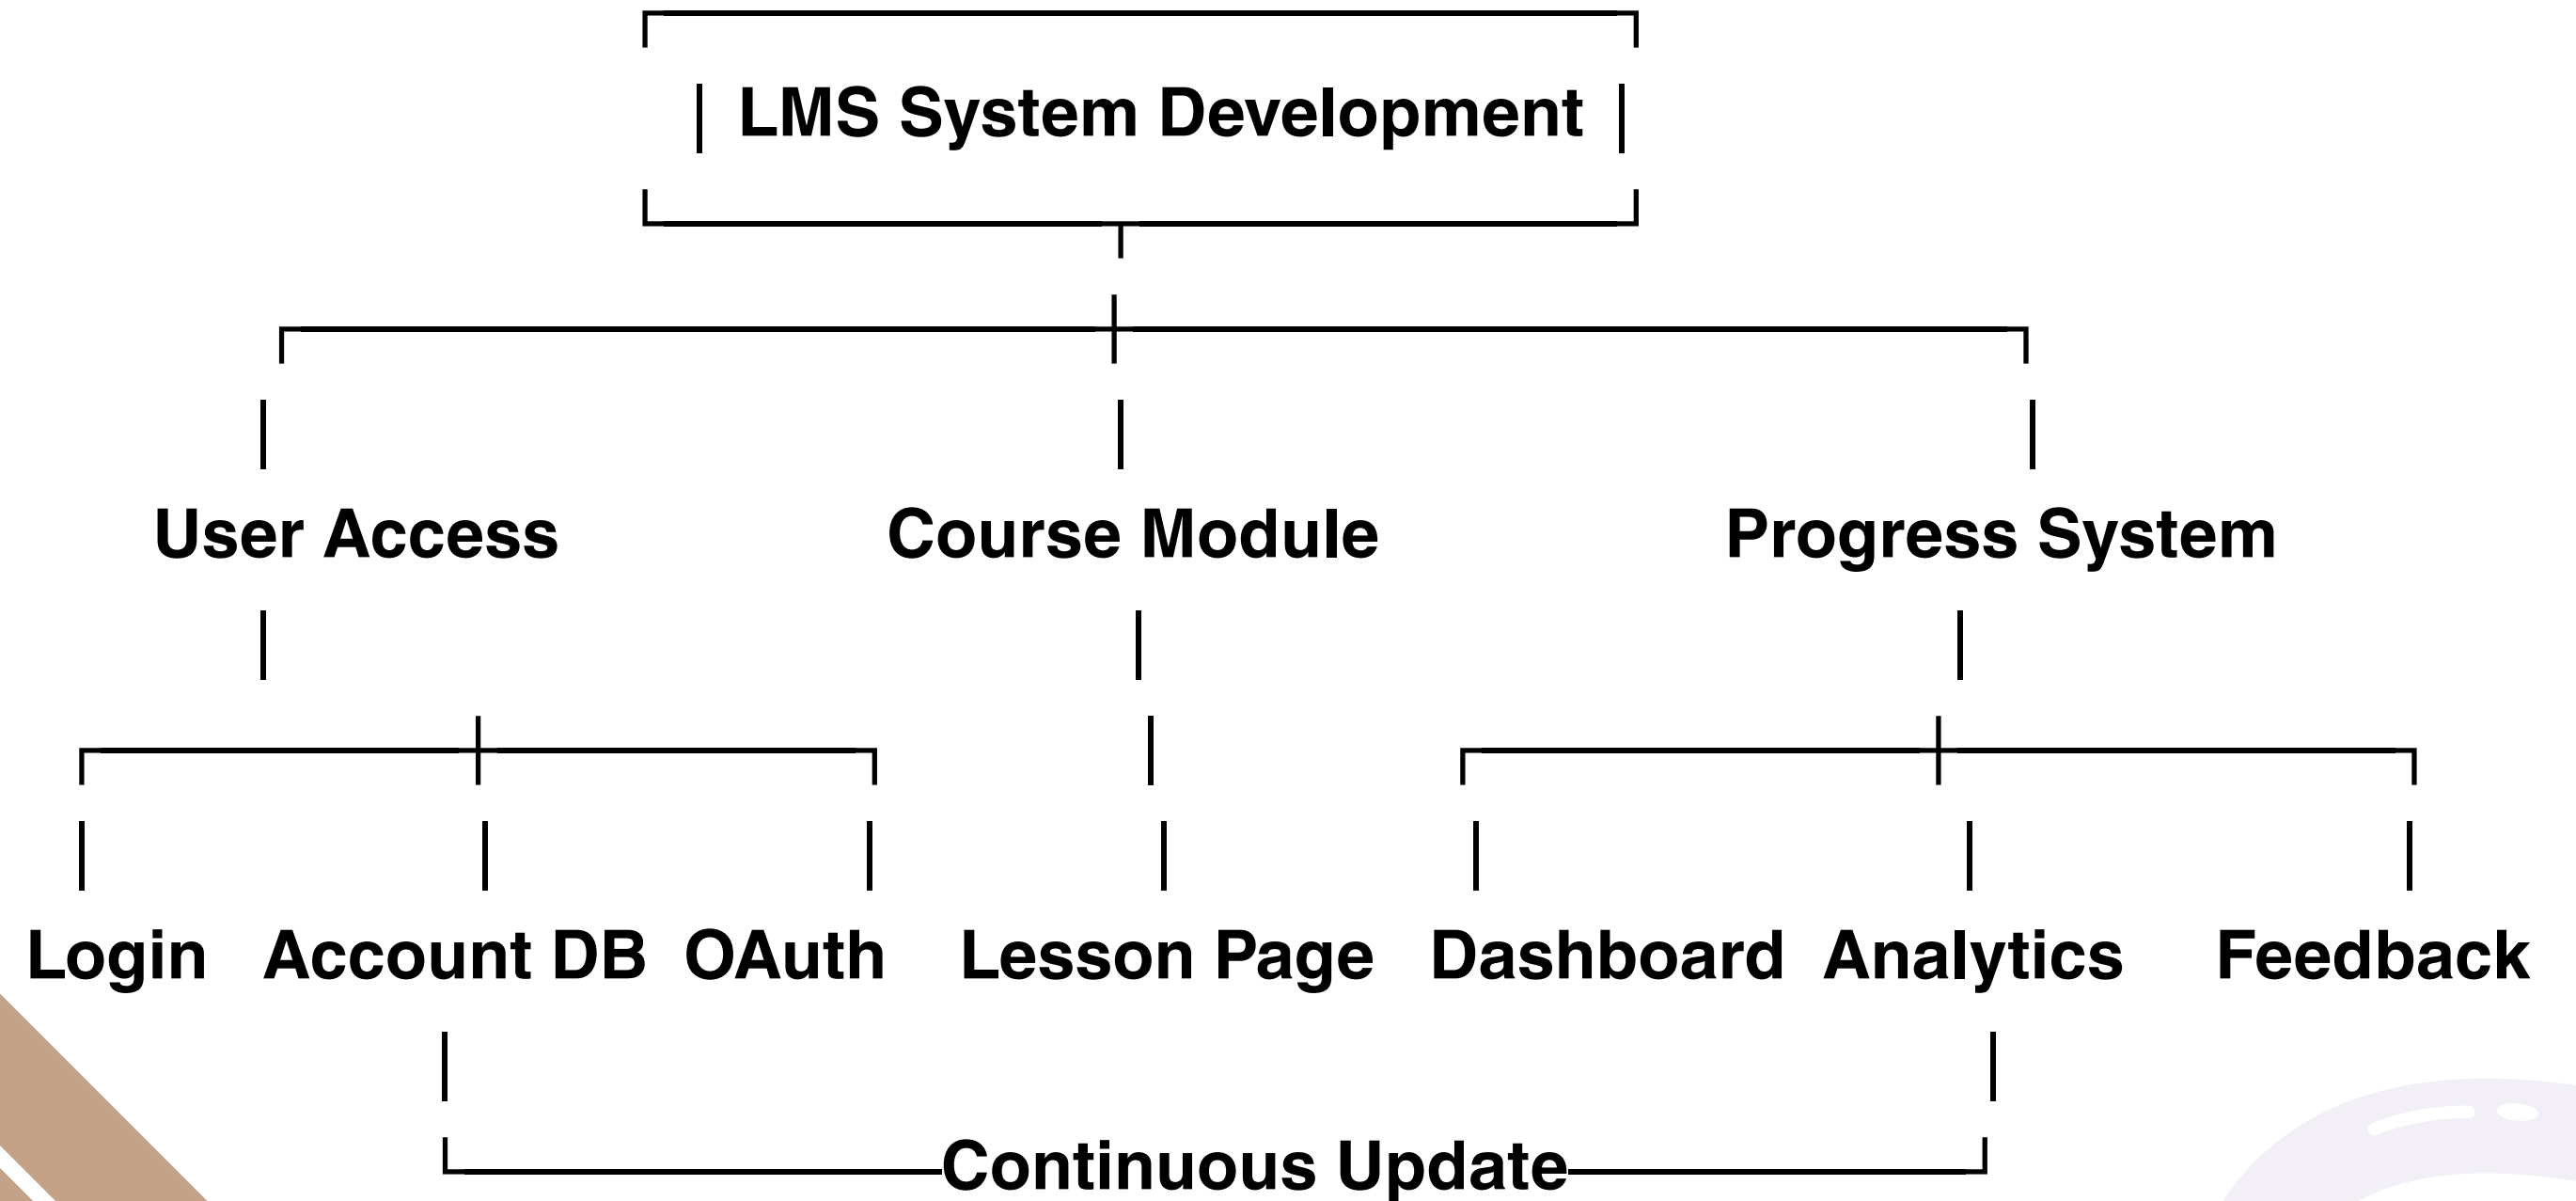 LMS System Development
User Access Course Module Progress System
Login Account DB OAuth Lesson Page Dashboard Analytics Feedback
Continuous Update